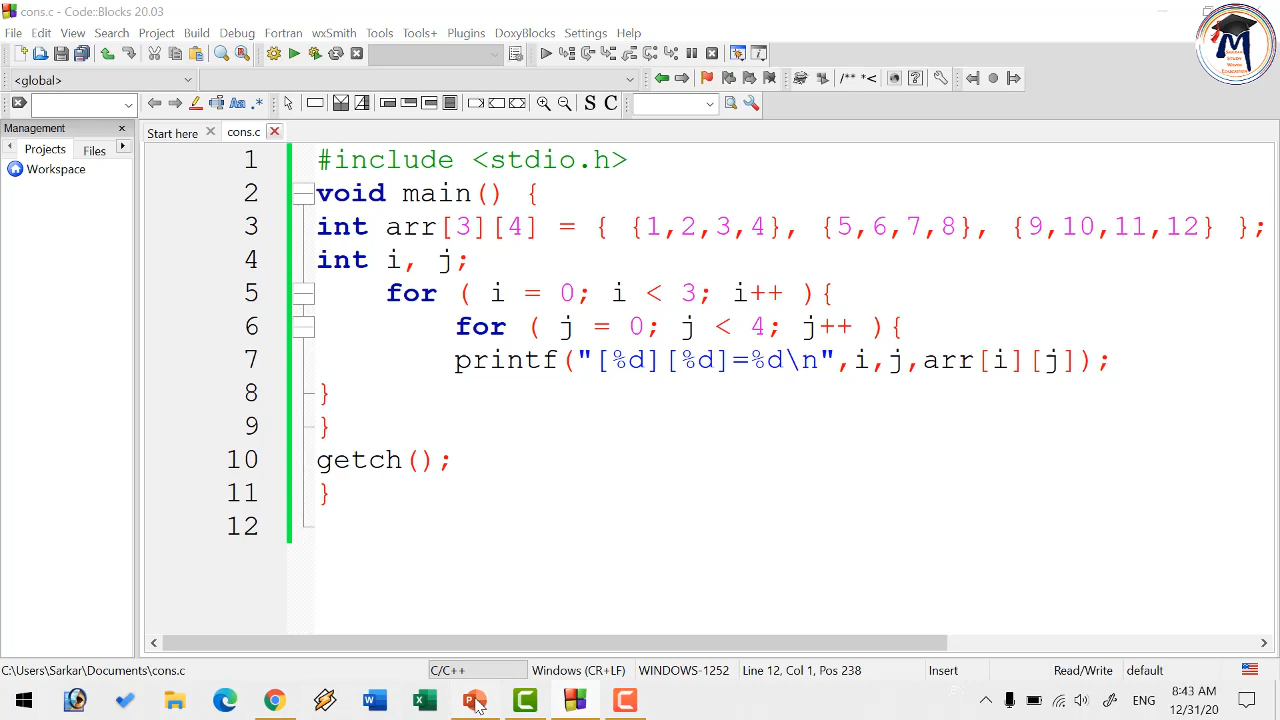 cons.c - Code::Blocks 20.03
File Edit View Search Project Build Debug Fortran wxSmith Tools Tools+ Plugins DoxyBlocks Settings Help
<global>
/** *<
Aa .*
S C
Management
Projects Files
Workspace
Start here cons.c
1 #include <stdio.h>
2 void main() {
3 int arr[3][4] = { {1,2,3,4}, {5,6,7,8}, {9,10,11,12} };
4 int i, j;
5 for ( i = 0; i < 3; i++ ){
6 for ( j = 0; j < 4; j++ ){
7 printf("[%d][%d]=%d\n",i,j,arr[i][j]);
8 }
9 }
10 getch();
11 }
12
C:\Users\Sarkar\Documents\cons.c C/C++ Windows (CR+LF) WINDOWS-1252 Line 12, Col 1, Pos 238 Insert Read/Write default
ENG 8:43 AM
12/31/20